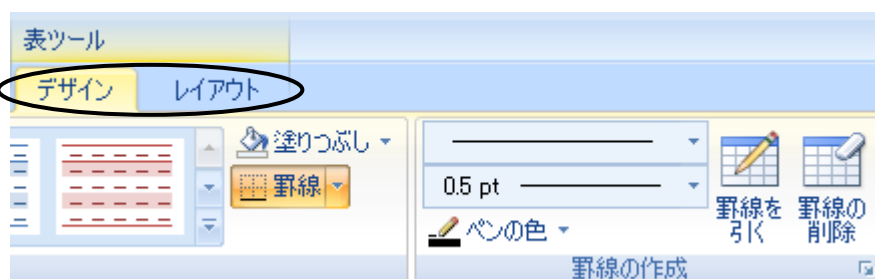 表ツール
デザイン レイアウト
塗りつぶし
罫線
0.5 pt
ペンの色
罫線を
引く
罫線の
削除
罫線の作成